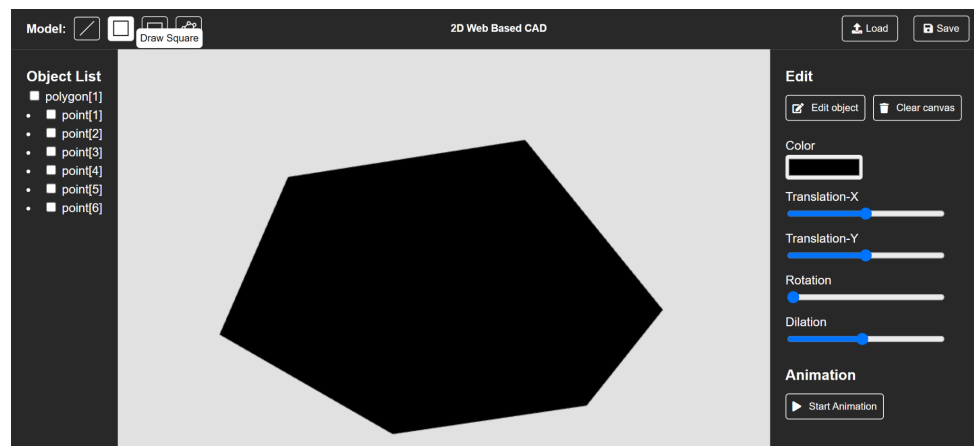 Model:
Draw Square
2D Web Based CAD
Load
Save
Object List
polygon[1]
point[1]
point[2]
point[3]
point[4]
point[5]
point[6]
Edit
Edit object
Clear canvas
Color
Translation-X
Translation-Y
Rotation
Dilation
Animation
Start Animation